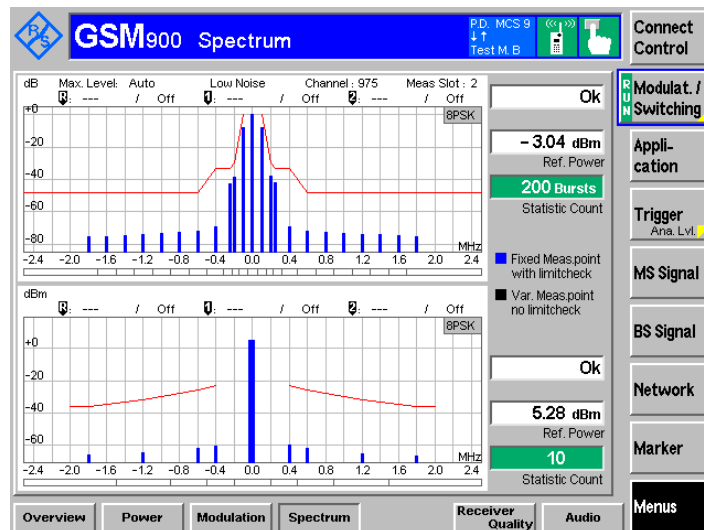 R/S
GSM900 Spectrum
P.D. MCS 9
Test M. B
Connect Control
dB Max. Level: Auto Low Noise Channel : 975 Meas Slot : 2
R: --- / Off 1: --- / Off 2: --- / Off
8PSK
+0
-20
-40
-60
-80
MHz
-2.4 -2.0 -1.6 -1.2 -0.8 -0.4 0.0 0.4 0.8 1.2 1.6 2.0 2.4
Ok
– 3.04 dBm
Ref. Power
200 Bursts
Statistic Count
Fixed Meas.point
with limitcheck
Var. Meas.point
no limitcheck
dBm
R: --- / Off 1: --- / Off 2: --- / Off
8PSK
+0
-20
-40
-60
MHz
-2.4 -2.0 -1.6 -1.2 -0.8 -0.4 0.0 0.4 0.8 1.2 1.6 2.0 2.4
Ok
5.28 dBm
Ref. Power
10
Statistic Count
RUN
Modulat. /
Switching
Appli-
cation
Trigger
Ana. Lvl.
MS Signal
BS Signal
Network
Marker
Menus
Overview
Power
Modulation
Spectrum
Receiver
Quality
Audio